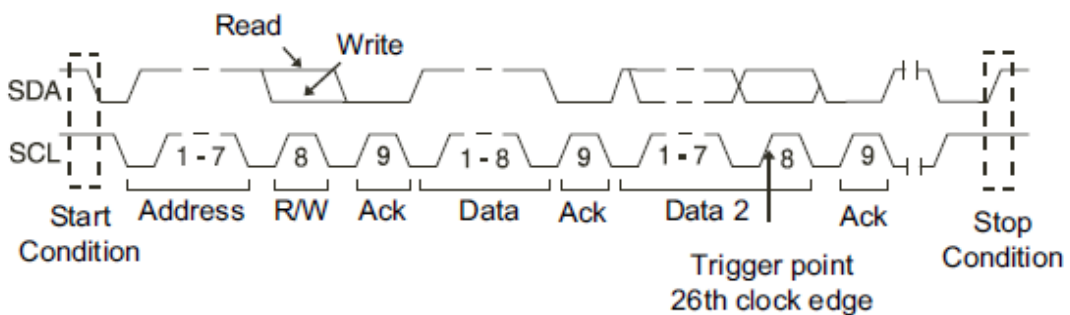 Read
Write
SDA
SCL
1 - 7
8
9
1 - 8
9
1 - 7
8
9
Address
R/W
Ack
Data
Ack
Data 2
Ack
Start
Condition
Stop
Condition
Trigger point
26th clock edge